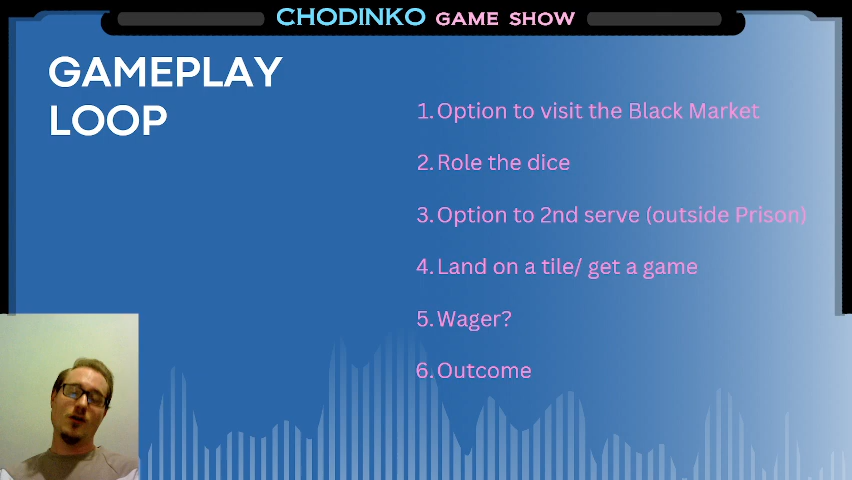 CHODINKO GAME SHOW
GAMEPLAY
LOOP
1. Option to visit the Black Market
2. Role the dice
3. Option to 2nd serve (outside Prison)
4. Land on a tile/ get a game
5. Wager?
6. Outcome